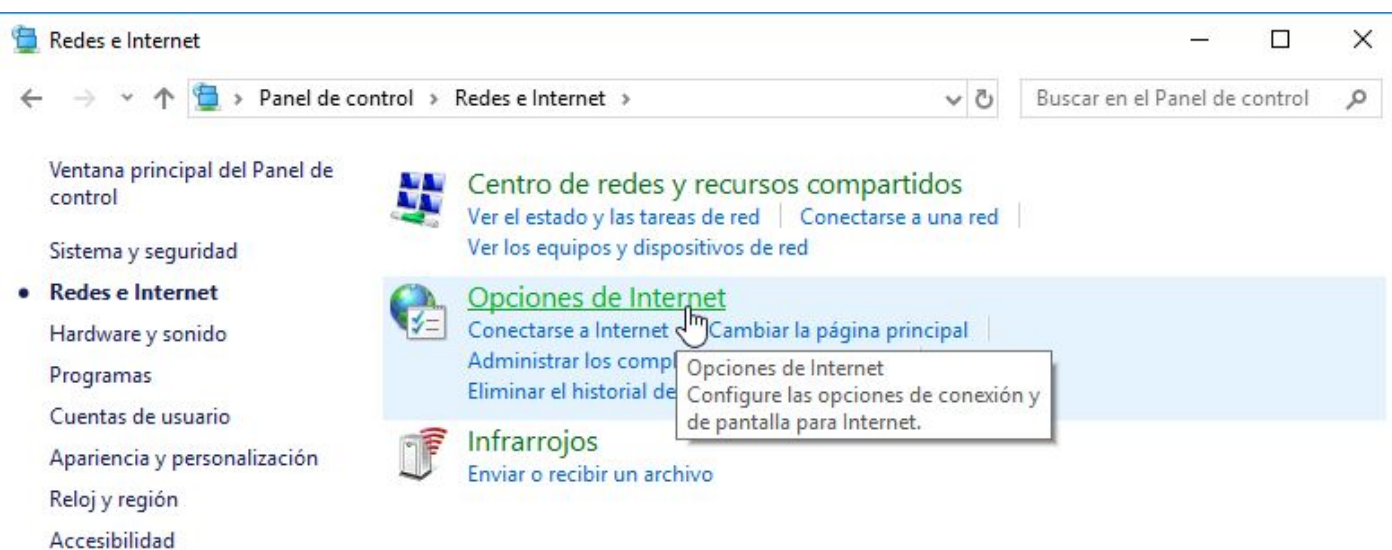 Redes e Internet
Panel de control > Redes e Internet >
Buscar en el Panel de control
Ventana principal del Panel de
control
Sistema y seguridad
Redes e Internet
Hardware y sonido
Programas
Cuentas de usuario
Apariencia y personalización
Reloj y región
Accesibilidad
Centro de redes y recursos compartidos
Ver el estado y las tareas de red | Conectarse a una red |
Ver los equipos y dispositivos de red
Opciones de Internet
Conectarse a Internet Cambiar la página principal |
Administrar los compl
Eliminar el historial de
Opciones de Internet
Configure las opciones de conexión y
de pantalla para Internet.
Infrarrojos
Enviar o recibir un archivo